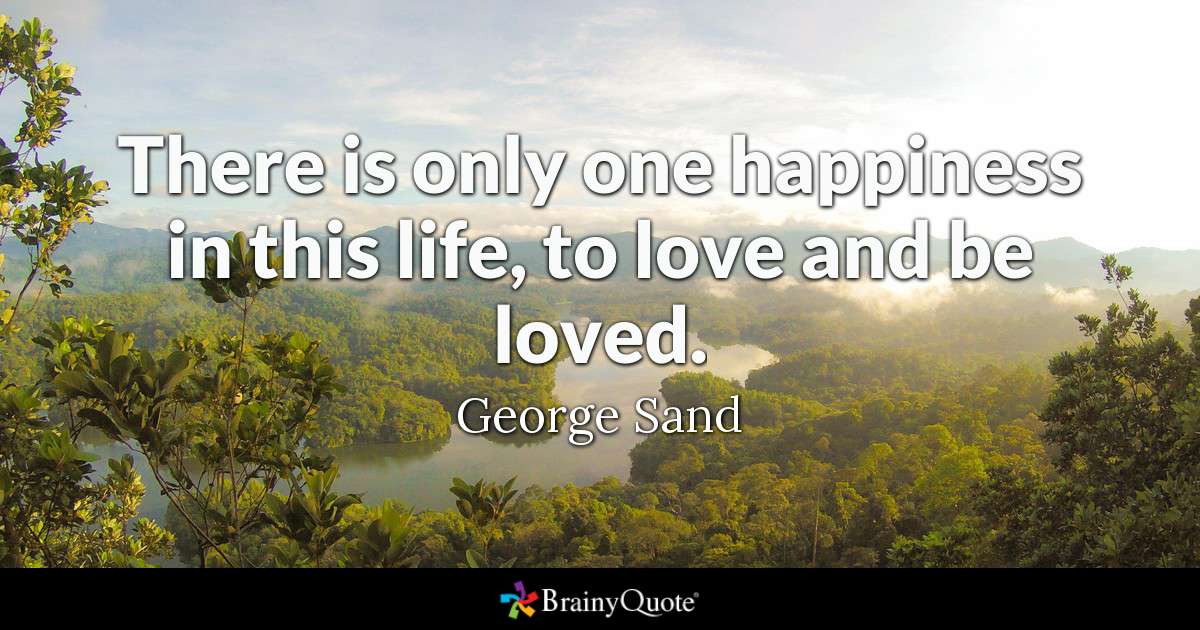 There is only one happiness
in this life, to love and be
loved.
George Sand
BrainyQuote®